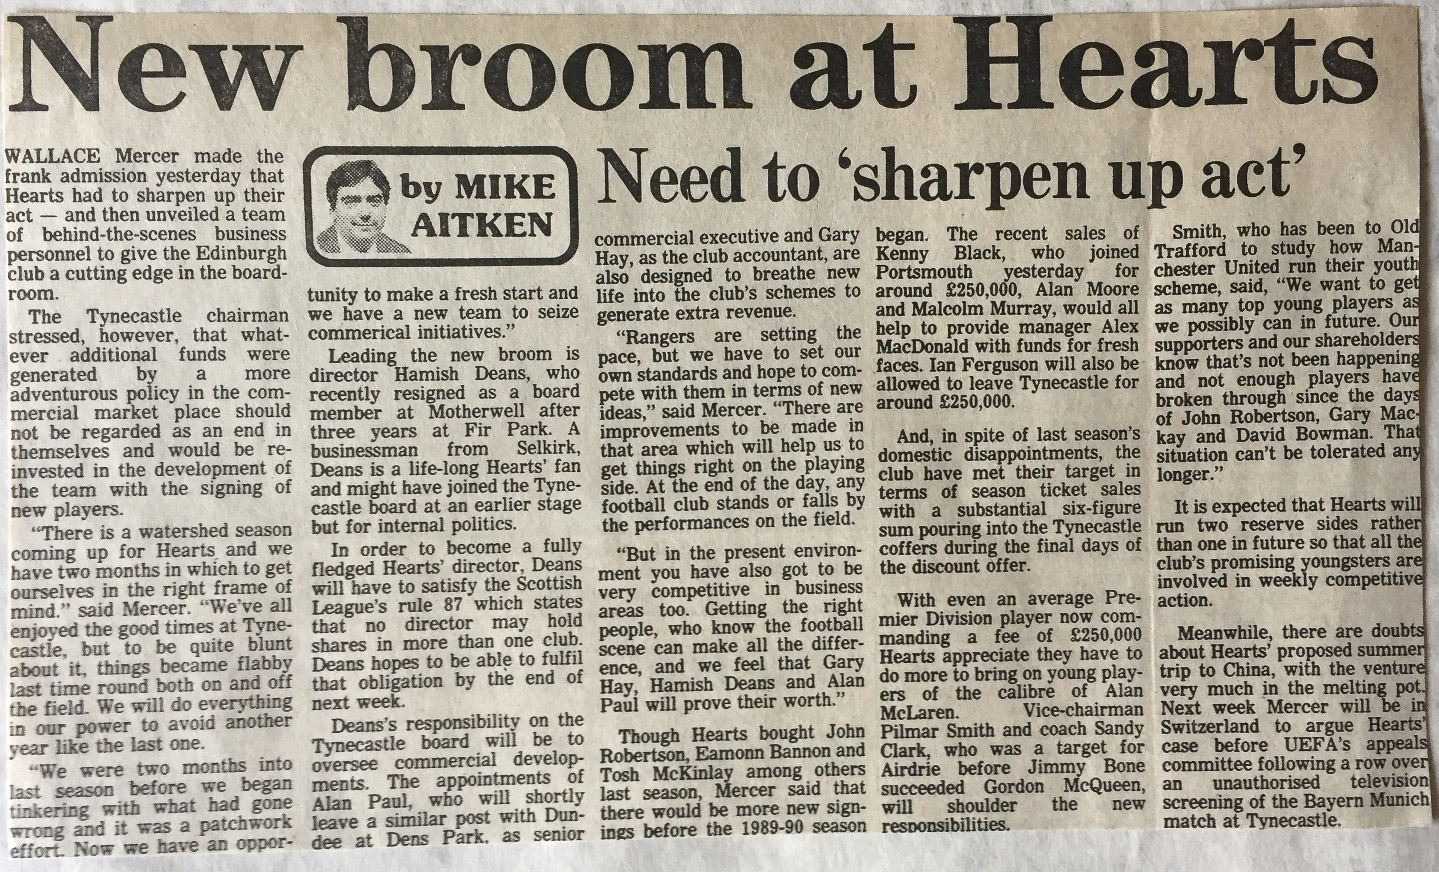 New broom at Hearts
WALLACE Mercer made the
frank admission yesterday that
Hearts had to sharpen up their
act — and then unveiled a team
of behind-the-scenes business
personnel to give the Edinburgh
club a cutting edge in the board-
room.
The Tynecastle chairman
stressed, however, that what-
ever additional funds were
generated by a more
adventurous policy in the com-
mercial market place should
not be regarded as an end in
themselves and would be re-
invested in the development of
the team with the signing of
new players.
“There is a watershed season
coming up for Hearts and we
have two months in which to get
ourselves in the right frame of
mind.” said Mercer. “We’ve all
enjoyed the good times at Tyne-
castle, but to be quite blunt
about it, things became flabby
last time round both on and off
the field. We will do everything
in our power to avoid another
year like the last one.
“We were two months into
last season before we began
tinkering with what had gone
wrong and it was a patchwork
effort. Now we have an oppor-
by MIKE
AITKEN
tunity to make a fresh start and
we have a new team to seize
commerical initiatives.”
Leading the new broom is
director Hamish Deans, who
recently resigned as a board
member at Motherwell after
three years at Fir Park. A
businessman from Selkirk,
Deans is a life-long Hearts’ fan
and might have joined the Tyne-
castle board at an earlier stage
but for internal politics.
In order to become a fully
fledged Hearts’ director, Deans
will have to satisfy the Scottish
League’s rule 87 which states
that no director may hold
shares in more than one club.
Deans hopes to be able to fulfil
that obligation by the end of
next week.
Deans’s responsibility on the
Tynecastle board will be to
oversee commercial develop-
ments. The appointments of
Alan Paul, who will shortly
leave a similar post with Dun-
dee at Dens Park, as senior
Need to ‘sharpen up act’
commercial executive and Gary
Hay, as the club accountant, are
also designed to breathe new
life into the club’s schemes to
generate extra revenue.
“Rangers are setting the
pace, but we have to set our
own standards and hope to com-
pete with them in terms of new
ideas,” said Mercer. “There are
improvements to be made in
that area which will help us to
get things right on the playing
side. At the end of the day, any
football club stands or falls by
the performances on the field.
“But in the present environ-
ment you have also got to be
very competitive in business
areas too. Getting the right
people, who know the football
scene can make all the differ-
ence, and we feel that Gary
Hay, Hamish Deans and Alan
Paul will prove their worth.”
Though Hearts bought John
Robertson, Eamonn Bannon and
Tosh McKinlay among others
last season, Mercer said that
there would be more new sign-
ings before the 1989-90 season
began. The recent sales of
Kenny Black, who joined
Portsmouth yesterday for
around £250,000, Alan Moore
and Malcolm Murray, would all
help to provide manager Alex
MacDonald with funds for fresh
faces. Ian Ferguson will also be
allowed to leave Tynecastle for
around £250,000.
And, in spite of last season’s
domestic disappointments, the
club have met their target in
terms of season ticket sales
with a substantial six-figure
sum pouring into the Tynecastle
coffers during the final days of
the discount offer.
With even an average Pre-
mier Division player now com-
manding a fee of £250,000
Hearts appreciate they have to
do more to bring on young play-
ers of the calibre of Alan
McLaren. Vice-chairman
Pilmar Smith and coach Sandy
Clark, who was a target for
Airdrie before Jimmy Bone
succeeded Gordon McQueen,
will shoulder the new
responsibilities.
Smith, who has been to Old
Trafford to study how Man-
chester United run their youth
scheme, said, “We want to get
as many top young players as
we possibly can in future. Our
supporters and our shareholders
know that’s not been happening
and not enough players have
broken through since the days
of John Robertson, Gary Mac-
kay and David Bowman. That
situation can’t be tolerated any
longer.”
It is expected that Hearts will
run two reserve sides rather
than one in future so that all the
club’s promising youngsters are
involved in weekly competitive
action.
Meanwhile, there are doubts
about Hearts’ proposed summer
trip to China, with the venture
very much in the melting pot.
Next week Mercer will be in
Switzerland to argue Hearts’
case before UEFA’s appeals
committee following a row over
an unauthorised television
screening of the Bayern Munich
match at Tynecastle.